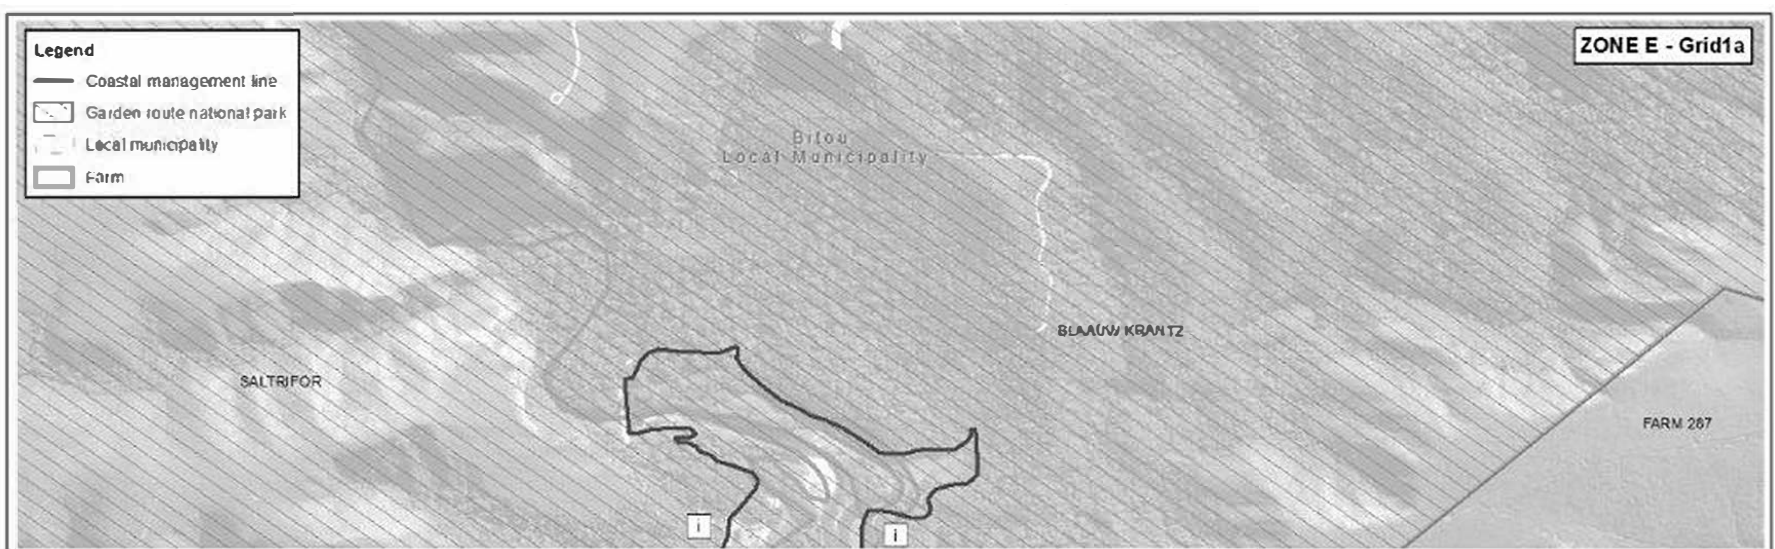 Legend
Coastal management line
Garden route national park
Local municipality
Farm
ZONE E - Grid1a
Bitou
Local Municipality
BLAAUW KRANTZ
SALTRIFOR
FARM 287
i
i